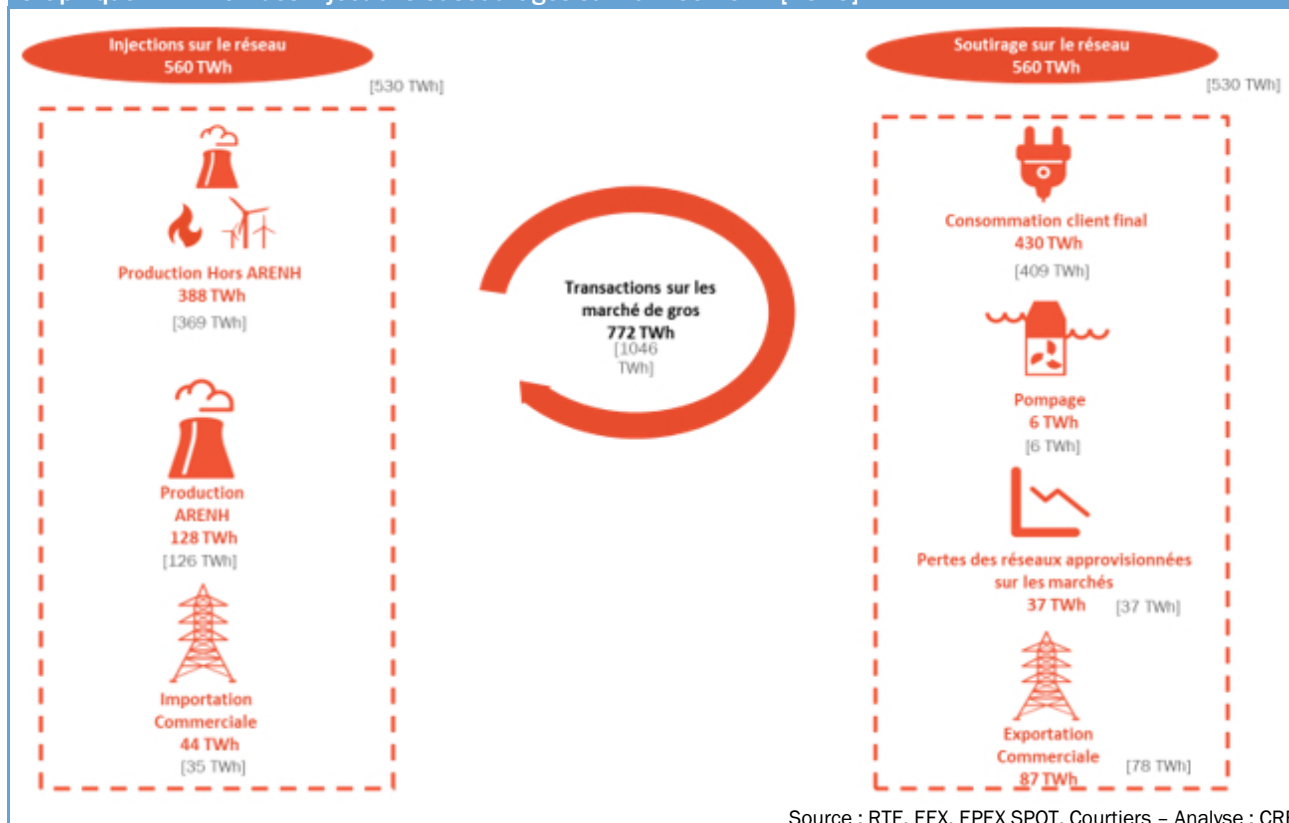 Injections sur le réseau
560 TWh
[530 TWh]
Production Hors ARENH
388 TWh
[369 TWh]
Production
ARENH
128 TWh
[126 TWh]
Importation
Commerciale
44 TWh
[35 TWh]
Transactions sur les
marché de gros
772 TWh
[1046
TWh]
Soutirage sur le réseau
560 TWh
[530 TWh]
Consommation client final
430 TWh
[409 TWh]
Pompage
6 TWh
[6 TWh]
Pertes des réseaux approvisionnées
sur les marchés
37 TWh [37 TWh]
Exportation
Commerciale
87 TWh [78 TWh]
Source : RTE, EEX, EPEX SPOT, Courtiers – Analyse : CRE